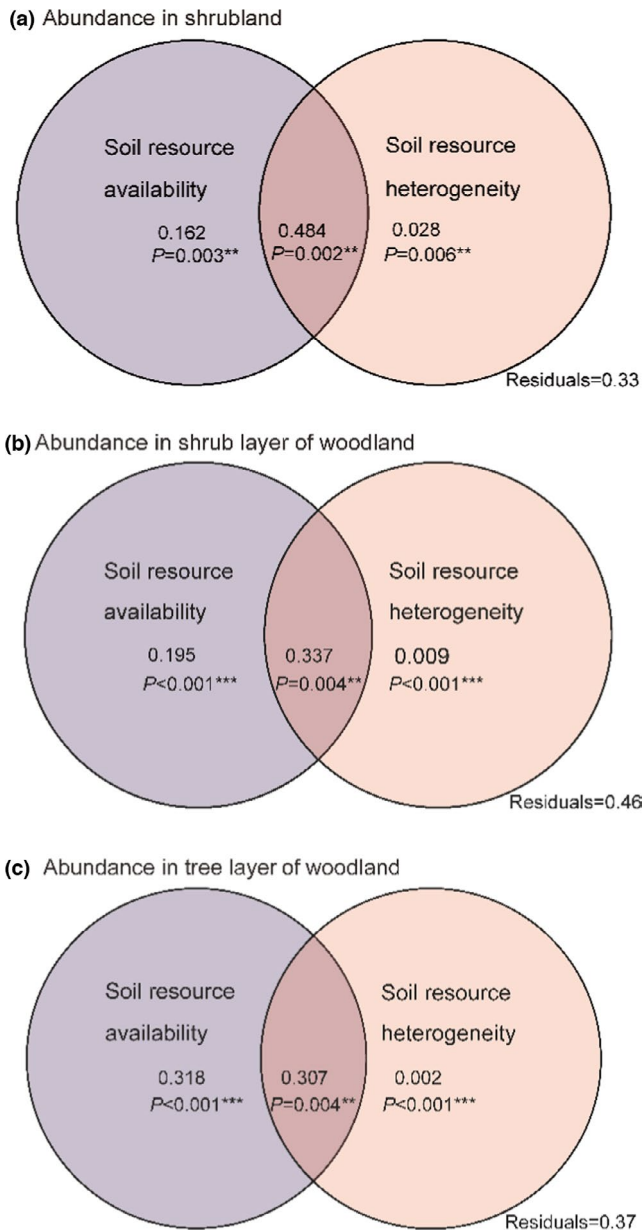 (a) Abundance in shrubland
Soil resource
availability
0.162
P=0.003**
0.484
P=0.002**
Soil resource
heterogeneity
0.028
P=0.006**
Residuals=0.33
(b) Abundance in shrub layer of woodland
Soil resource
availability
0.195
P<0.001***
0.337
P=0.004**
Soil resource
heterogeneity
0.009
P<0.001***
Residuals=0.46
(c) Abundance in tree layer of woodland
Soil resource
availability
0.318
P<0.001***
0.307
P=0.004**
Soil resource
heterogeneity
0.002
P<0.001***
Residuals=0.37